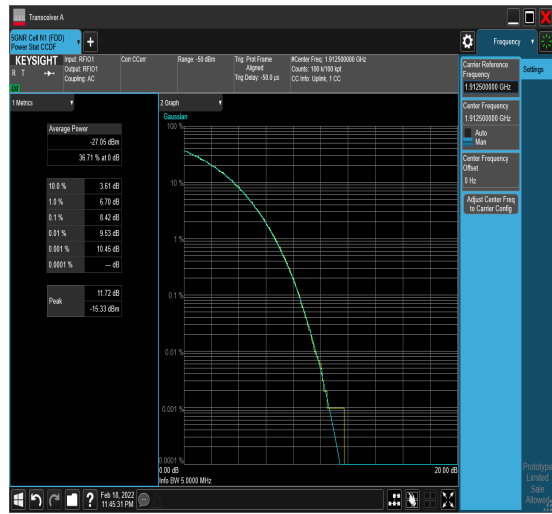 Transceiver A
5GNR Cell N1 (FDD)
Power Stat CCDF
Frequency
KEYSIGHT
R T
LXI
Input: RFIO1
Output: RFIO1
Coupling: AC
Corr CCorr
Range: -50 dBm
Trig: Prot Frame
Aligned
Trig Delay: -50.0 µs
#Center Freq: 1.912500000 GHz
Counts: 100 k/100 kpt
CC Info: Uplink, 1 CC
Carrier Reference
Frequency
1.912500000 GHz
Settings
Center Frequency
1.912500000 GHz
Auto
Man
Center Frequency
Offset
0 Hz
Adjust Center Freq
to Carrier Config
1 Metrics
Average Power
-27.05 dBm
36.71 % at 0 dB
10.0 % 3.61 dB
1.0 % 6.70 dB
0.1 % 8.42 dB
0.01 % 9.53 dB
0.001 % 10.45 dB
0.0001 % --- dB
Peak
11.72 dB
-15.33 dBm
2 Graph
Gaussian
100 %
10 %
1 %
0.1 %
0.01 %
0.001 %
0.0001 %
0.00 dB
20.00 dB
Info BW 5.0000 MHz
Feb 18, 2022
11:45:31 PM
Prototype
Limited
Sale
Allowed